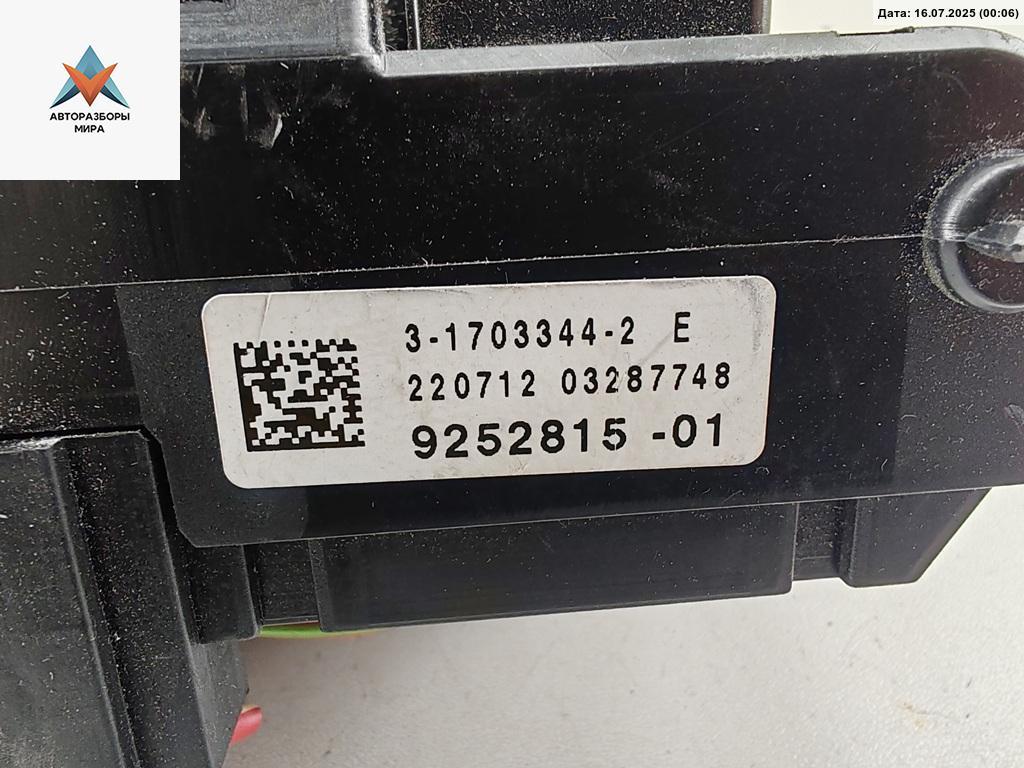 Дата: 16.07.2025 (00:06)
АВТОРАЗБОРЫ
МИРА
3-1703344-2 E
220712 03287748
9252815 -01